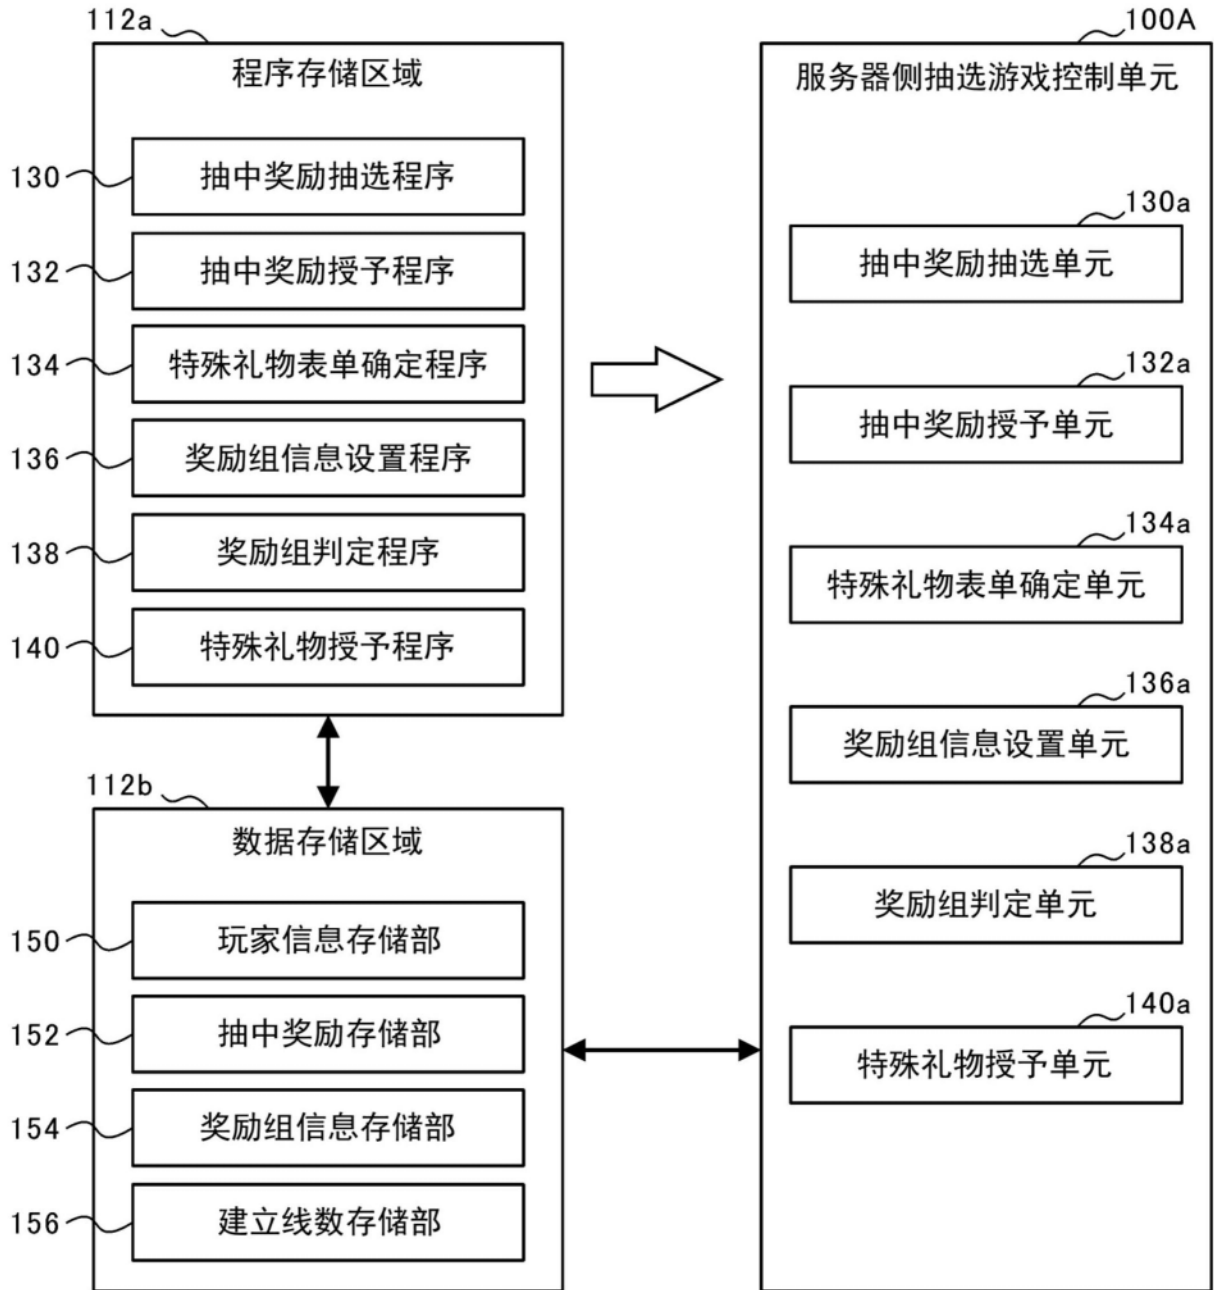 112a
程序存储区域
130
抽中奖励抽选程序
132
抽中奖励授予程序
134
特殊礼物表单确定程序
136
奖励组信息设置程序
138
奖励组判定程序
140
特殊礼物授予程序
112b
数据存储区域
150
玩家信息存储部
152
抽中奖励存储部
154
奖励组信息存储部
156
建立线数存储部
100A
服务器侧抽选游戏控制单元
130a
抽中奖励抽选单元
132a
抽中奖励授予单元
134a
特殊礼物表单确定单元
136a
奖励组信息设置单元
138a
奖励组判定单元
140a
特殊礼物授予单元